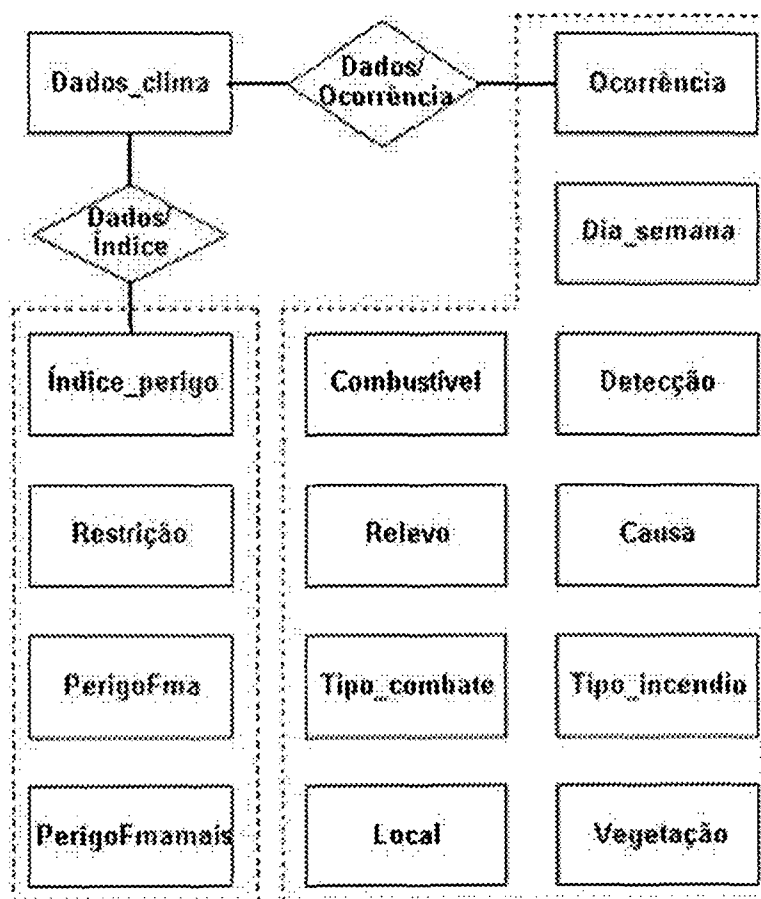 Dados_clima
Dados/
Ocorrência
Ocorrência
Dados/
Índice
Dia_semana
Índice_perigo
Combustível
Detecção
Restrição
Relevo
Causa
PerigoFma
Tipo_combate
Tipo_incendio
PerigoFmamais
Local
Vegetação